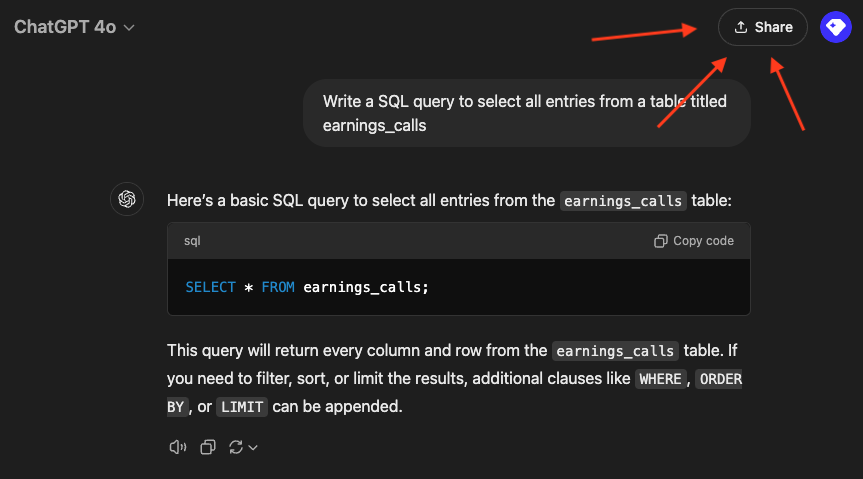 ChatGPT 4o
Share
Write a SQL query to select all entries from a table titled
earnings_calls
Here’s a basic SQL query to select all entries from the earnings_calls table:
sql
Copy code
SELECT * FROM earnings_calls;
This query will return every column and row from the earnings_calls table. If
you need to filter, sort, or limit the results, additional clauses like WHERE, ORDER
BY, or LIMIT can be appended.